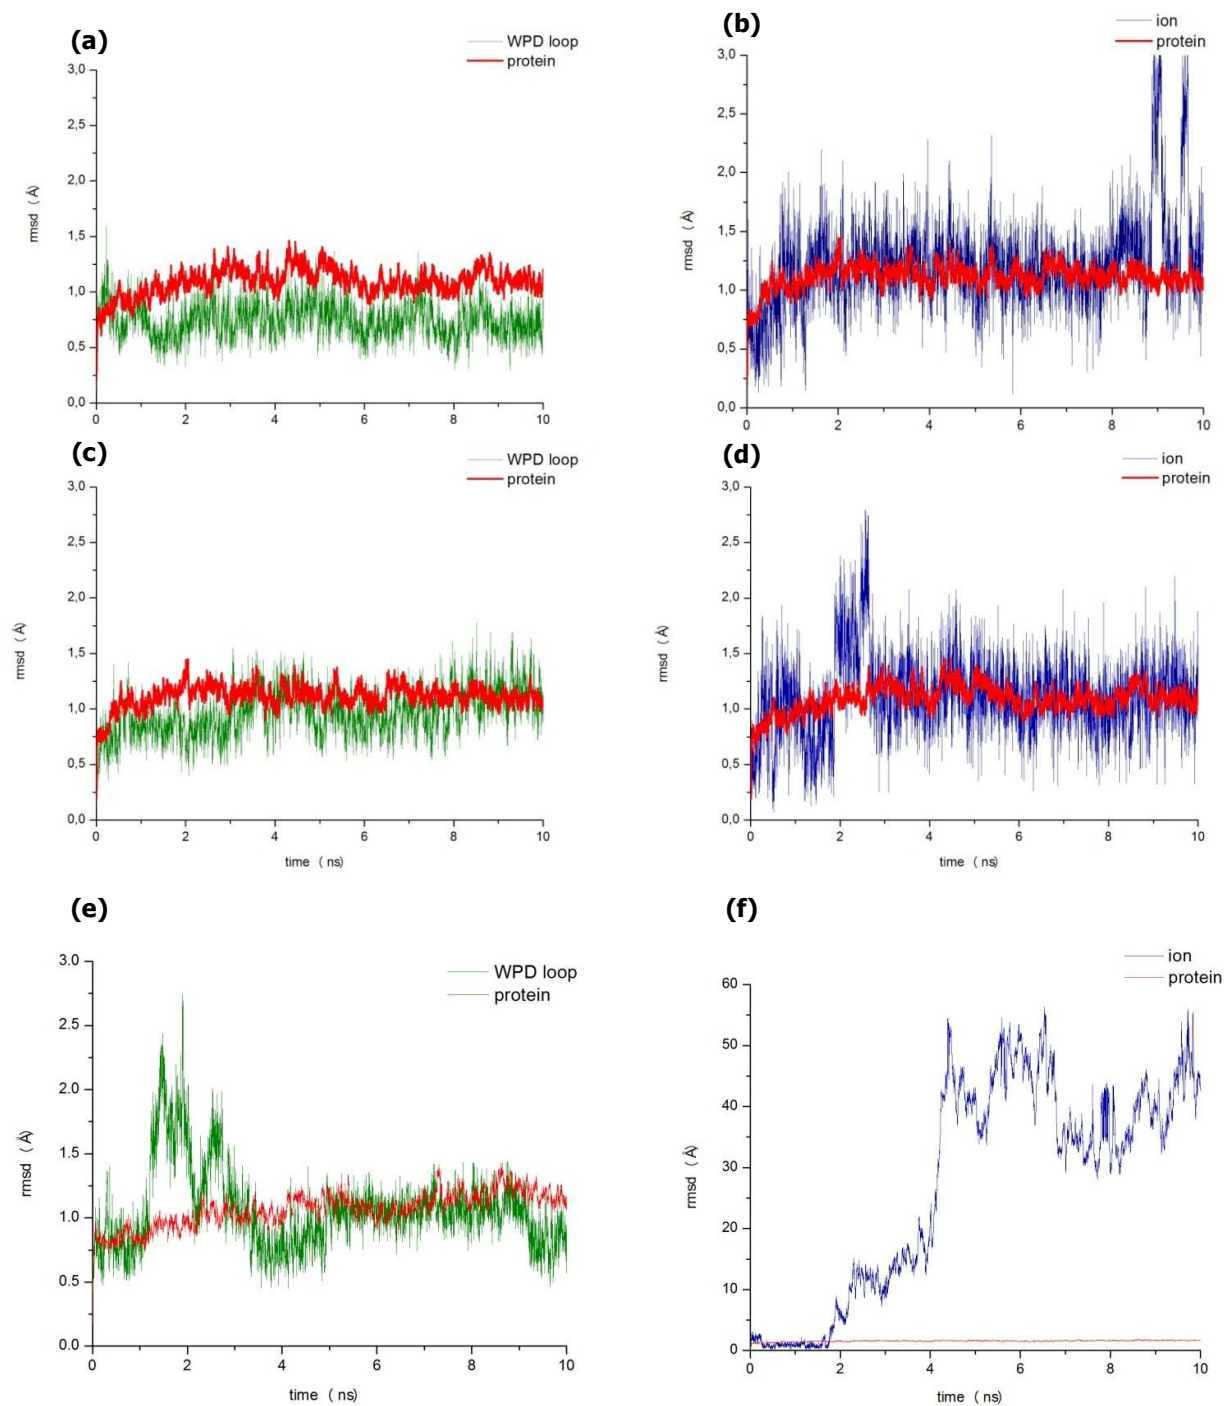 (a)
WPD loop
protein
3,0
2,5
2,0
1,5
1,0
0,5
0,0
rmsd (Å)
0 2 4 6 8 10
(b)
ion
protein
3,0
2,5
2,0
1,5
1,0
0,5
0,0
rmsd (Å)
0 2 4 6 8 10
(c)
WPD loop
protein
3,0
2,5
2,0
1,5
1,0
0,5
0,0
rmsd (Å)
0 2 4 6 8 10
time ( ns)
(d)
ion
protein
3,0
2,5
2,0
1,5
1,0
0,5
0,0
rmsd (Å)
0 2 4 6 8 10
time ( ns)
(e)
WPD loop
protein
3.0
2.5
2.0
1.5
1.0
0.5
0.0
rmsd (Å)
0 2 4 6 8 10
time ( ns)
(f)
ion
protein
60
50
40
30
20
10
0
rmsd (Å)
0 2 4 6 8 10
time ( ns)